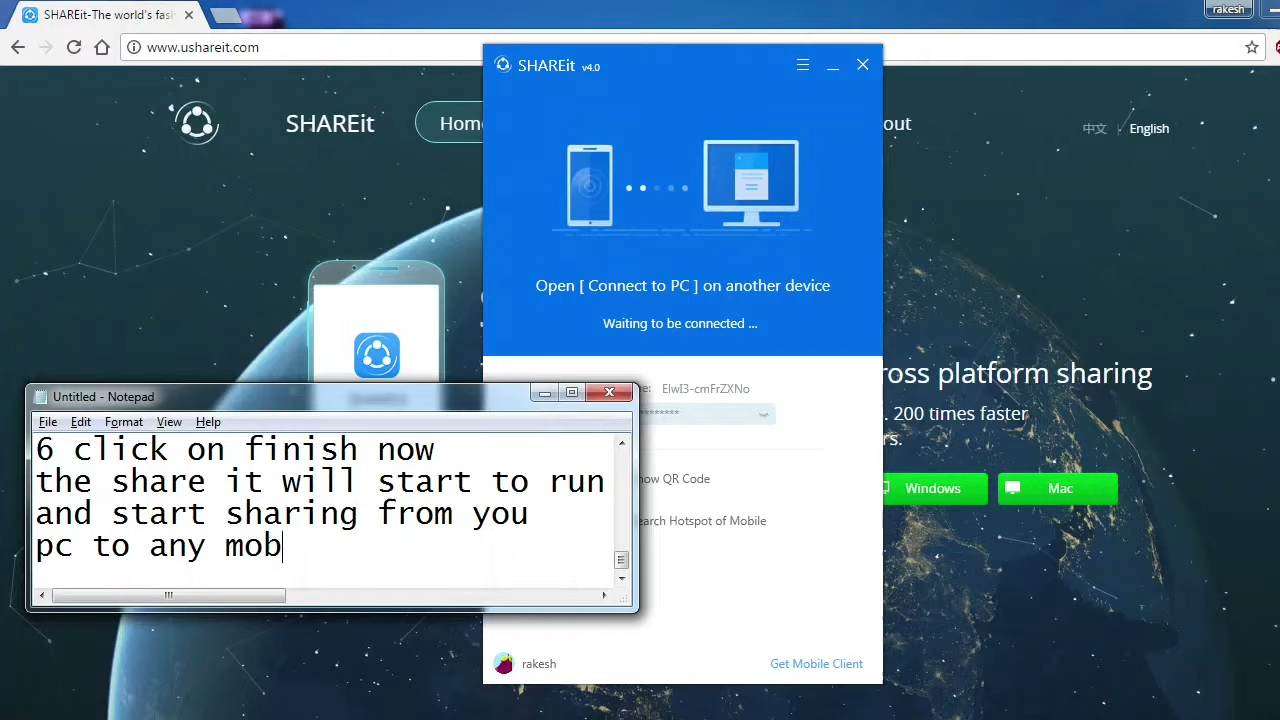 SHAREit-The world's fash
rakesh
www.ushareit.com
SHAREit
Home
out
中文 | English
SHAREit v4.0
Open [ Connect to PC ] on another device
Waiting to be connected ...
e: ElwI3-cmFrZXNo
*********
how QR Code
earch Hotspot of Mobile
rakesh
Get Mobile Client
ross platform sharing
. 200 times faster
rs.
Windows
Mac
Untitled - Notepad
File Edit Format View Help
6 click on finish now
the share it will start to run
and start sharing from you
pc to any mob